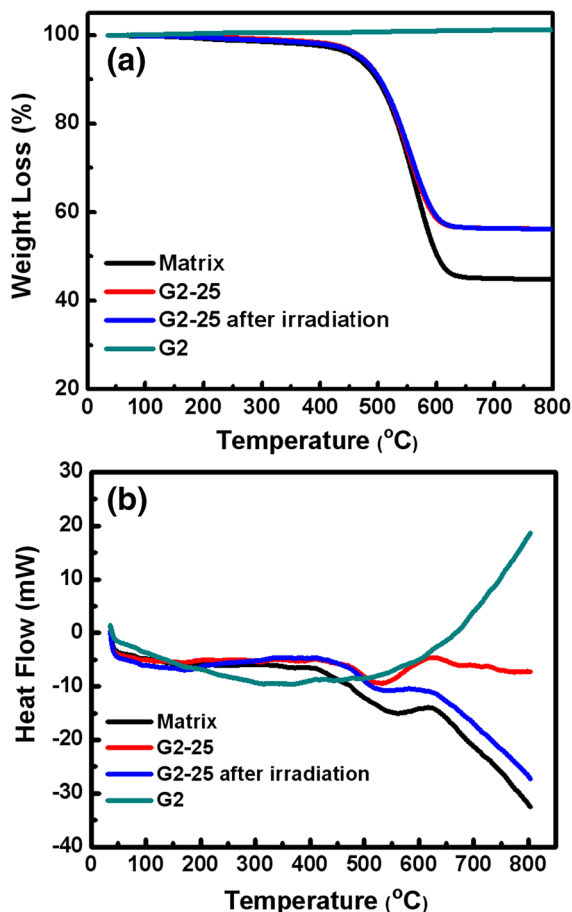 100
(a)
80
60
40
20
Weight Loss (%)
Matrix
G2-25
G2-25 after irradiation
G2
0 100 200 300 400 500 600 700 800
Temperature (°C)
30
(b)
20
10
0
-10
-20
-30
-40
Heat Flow (mW)
Matrix
G2-25
G2-25 after irradiation
G2
0 100 200 300 400 500 600 700 800
Temperature (°C)